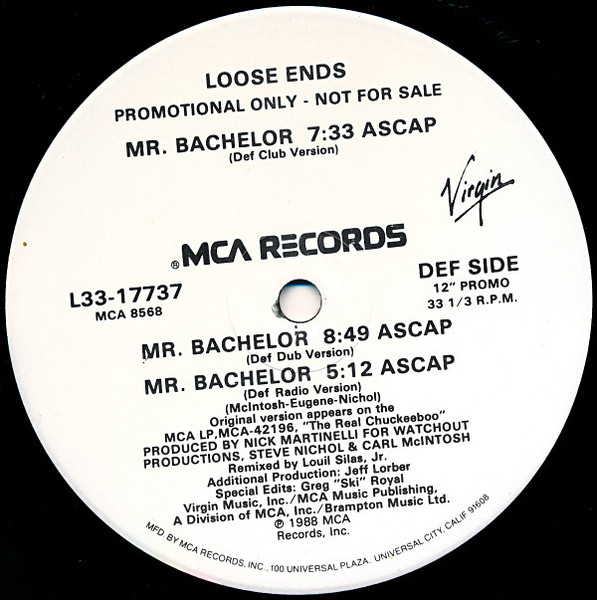 LOOSE ENDS
PROMOTIONAL ONLY - NOT FOR SALE
MR. BACHELOR 7:33 ASCAP
(Def Club Version)
Virgin
® MCA RECORDS
L33-17737
MCA 8568
DEF SIDE
12" PROMO
33 1/3 R.P.M.
MR. BACHELOR 8:49 ASCAP
(Def Dub Version)
MR. BACHELOR 5:12 ASCAP
(Def Radio Version)
(McIntosh-Eugene-Nichol)
Original version appears on the
MCA LP,MCA-42196, "The Real Chuckeeboo"
PRODUCED BY NICK MARTINELLI FOR WATCHOUT
PRODUCTIONS, STEVE NICHOL & CARL McINTOSH
Remixed by Louil Silas, Jr.
Additional Production: Jeff Lorber
Special Edits: Greg "Ski" Royal
Virgin Music, Inc./MCA Music Publishing,
A Division of MCA, Inc./Brampton Music Ltd.
℗ 1988 MCA
Records, Inc.
MFD. BY MCA RECORDS, INC., 100 UNIVERSAL PLAZA, UNIVERSAL CITY, CALIF 91608